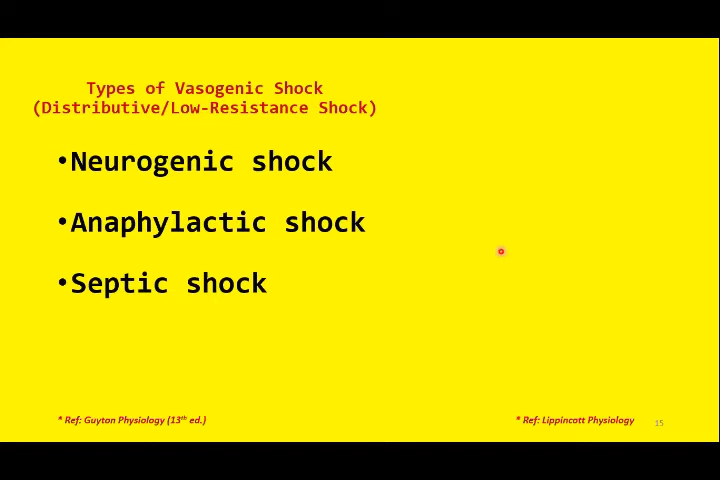 Types of Vasogenic Shock
(Distributive/Low-Resistance Shock)
•Neurogenic shock
•Anaphylactic shock
•Septic shock
* Ref: Guyton Physiology (13th ed.)
* Ref: Lippincott Physiology
15